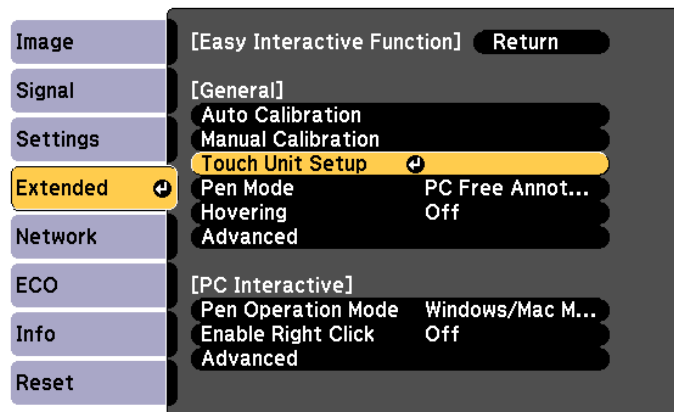 Image
Signal
Settings
Extended
Network
ECO
Info
Reset
[Easy Interactive Function] Return
[General]
Auto Calibration
Manual Calibration
Touch Unit Setup
Pen Mode PC Free Annot...
Hovering Off
Advanced
[PC Interactive]
Pen Operation Mode Windows/Mac M...
Enable Right Click Off
Advanced